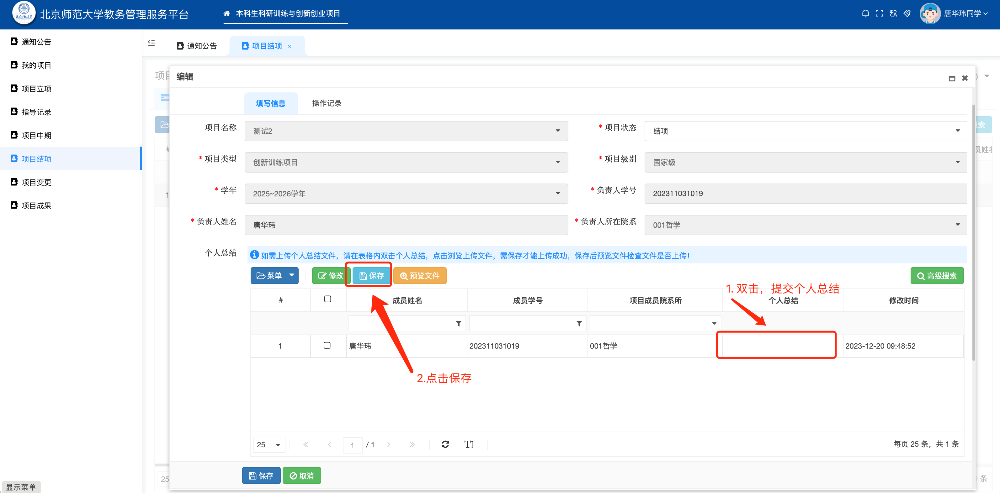 北京师范大学教务管理服务平台
本科生科研训练与创新创业项目
唐华玮同学
通知公告
我的项目
项目立项
指导记录
项目中期
项目结项
项目变更
项目成果
显示菜单
通知公告
项目结项
编辑
填写信息
操作记录
项目名称
测试2
* 项目状态
结项
* 项目类型
创新训练项目
* 项目级别
国家级
* 学年
2025~2026学年
* 负责人学号
202311031019
* 负责人姓名
唐华玮
* 负责人所在院系
001哲学
个人总结
如需上传个人总结文件，请在表格内双击个人总结，点击浏览上传文件，需保存才能上传成功，保存后预览文件检查文件是否上传！
菜单
修改
保存
预览文件
高级搜索
1. 双击，提交个人总结
# 成员姓名 成员学号 项目成员院系所 个人总结 修改时间
1 唐华玮 202311031019 001哲学 2023-12-20 09:48:52
2.点击保存
25
1 / 1
每页 25 条，共 1 条
保存
取消
项目
#
员姓名
1
25
条